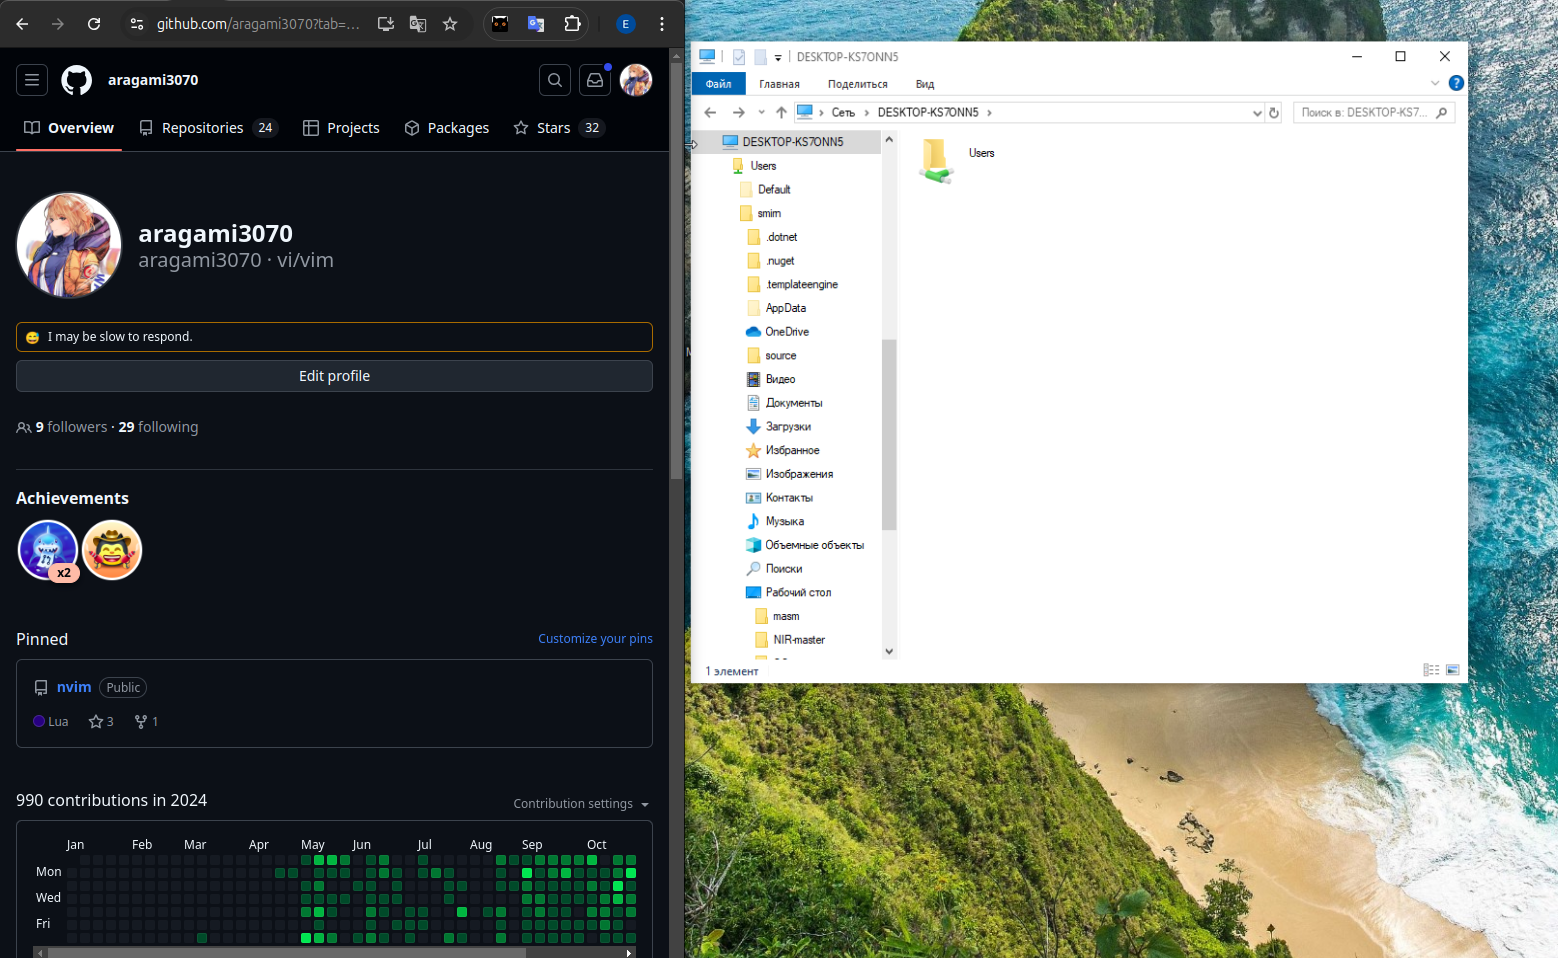 github.com/aragami3070?tab=...
E
aragami3070
Overview
Repositories 24
Projects
Packages
Stars 32
aragami3070
aragami3070 · vi/vim
I may be slow to respond.
Edit profile
9 followers · 29 following
Achievements
x2
Pinned
Customize your pins
nvim Public
Lua 3 1
990 contributions in 2024
Contribution settings
Jan Feb Mar Apr May Jun Jul Aug Sep Oct
Mon
Wed
Fri
DESKTOP-KS7ONN5
Файл Главная Поделиться Вид
Сеть DESKTOP-KS7ONN5
Поиск в: DESKTOP-KS7...
DESKTOP-KS7ONN5
Users
Default
smirn
.dotnet
.nuget
.templateengine
AppData
OneDrive
source
Видео
Документы
Загрузки
Избранное
Изображения
Контакты
Музыка
Объемные объекты
Поиски
Рабочий стол
masm
NIR-master
Users
1 элемент